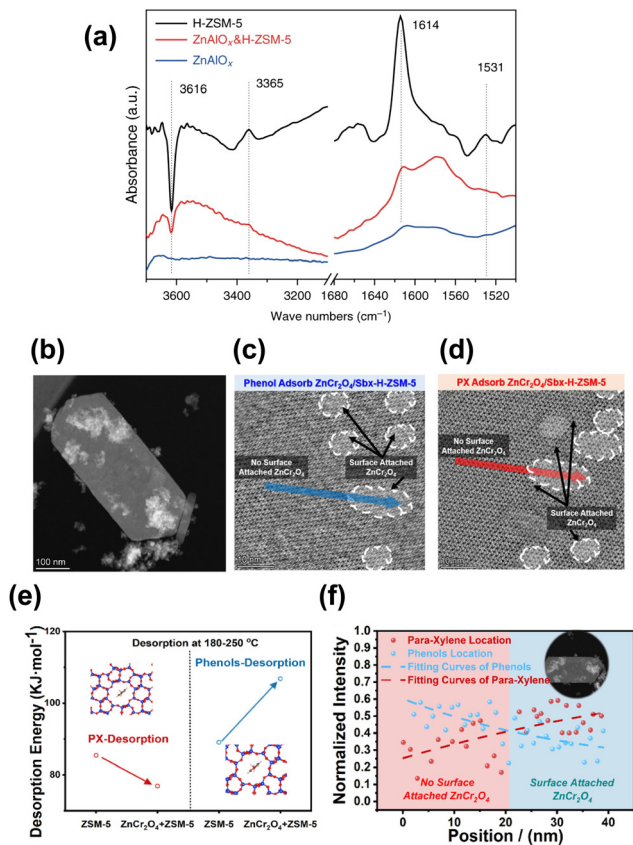 (a)
H-ZSM-5
ZnAlOₓ&H-ZSM-5
ZnAlOₓ
3616
3365
1614
1531
Absorbance (a.u.)
3600 3400 3200 1680 1640 1600 1560 1520
Wave numbers (cm⁻¹)
(b)
100 nm
(c)
Phenol Adsorb ZnCr₂O₄/Sbx-H-ZSM-5
No Surface
Attached ZnCr₂O₄
Surface Attached
ZnCr₂O₄
(d)
PX Adsorb ZnCr₂O₄/Sbx-H-ZSM-5
No Surface
Attached ZnCr₂O₄
Surface Attached
ZnCr₂O₄
(e)
Desorption Energy (KJ·mol⁻¹)
120
100
80
Desorption at 180-250 °C
Phenols-Desorption
PX-Desorption
ZSM-5 ZnCr₂O₄+ZSM-5 ZSM-5 ZnCr₂O₄+ZSM-5
(f)
Normalized Intensity
1.0
0.9
0.8
0.7
0.6
0.5
0.4
0.3
0.2
0.1
0.0
Para-Xylene Location
Phenols Location
Fitting Curves of Phenols
Fitting Curves of Para-Xylene
No Surface
Attached ZnCr₂O₄
Surface Attached
ZnCr₂O₄
0 10 20 30 40
Position / (nm)